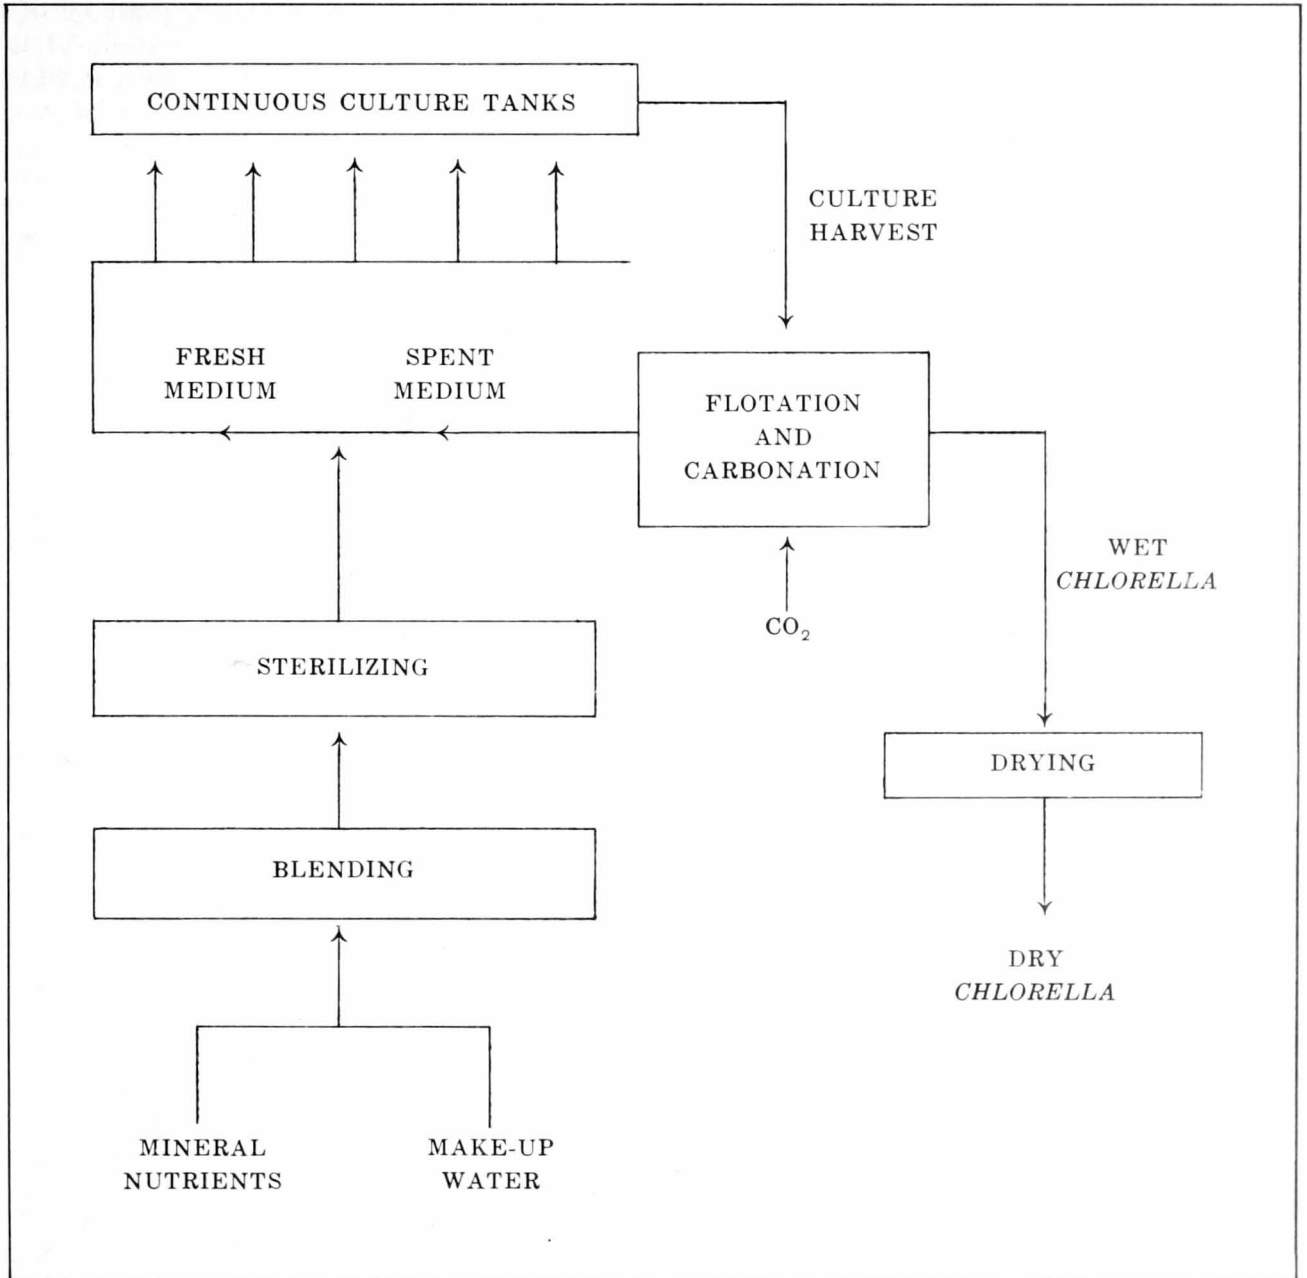 CONTINUOUS CULTURE TANKS
CULTURE
HARVEST
FRESH
MEDIUM
SPENT
MEDIUM
FLOTATION
AND
CARBONATION
WET
CHLORELLA
CO₂
STERILIZING
DRYING
BLENDING
DRY
CHLORELLA
MINERAL
NUTRIENTS
MAKE-UP
WATER